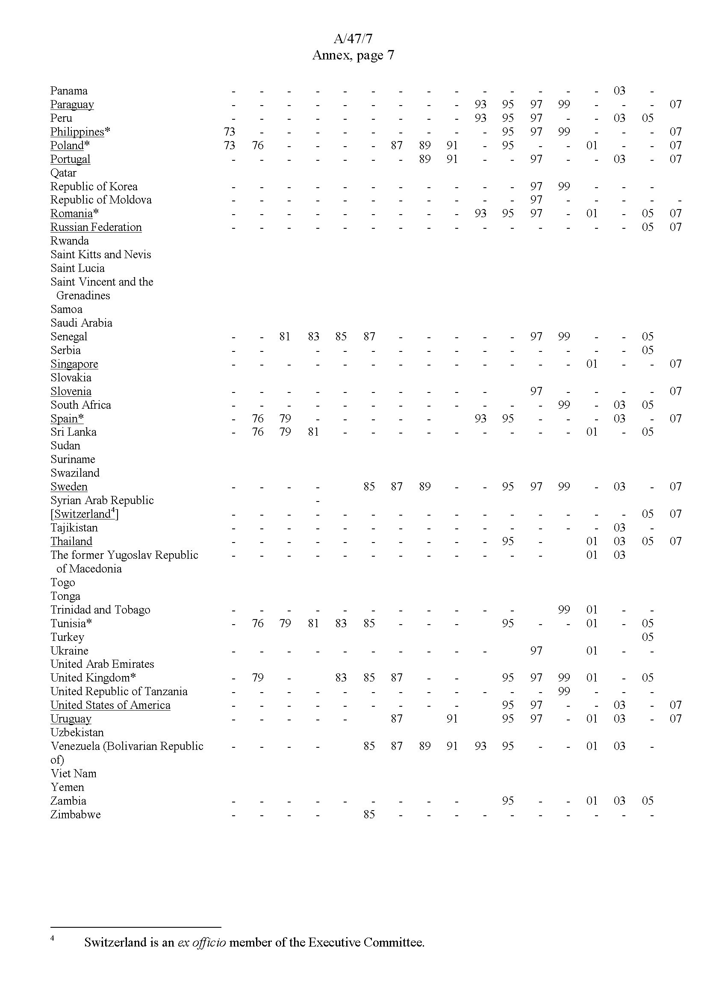 A/47/7
Annex, page 7
Panama - - - - - - - - - - - - - - 03 -
Paraguay - - - - - - - - - 93 95 97 99 - - - 07
Peru - - - - - - - - - 93 95 97 - - 03 05
Philippines* 73 - - - - - - - - - 95 97 99 - - - 07
Poland* 73 76 - - - - 87 89 91 - 95 - - 01 - - 07
Portugal - - - - - - - 89 91 - - 97 - - 03 - 07
Qatar
Republic of Korea - - - - - - - - - - - 97 99 - - -
Republic of Moldova - - - - - - - - - - - 97 - - - - -
Romania* - - - - - - - - - 93 95 97 - 01 - 05 07
Russian Federation - - - - - - - - - - - - - - - 05 07
Rwanda
Saint Kitts and Nevis
Saint Lucia
Saint Vincent and the
Grenadines
Samoa
Saudi Arabia
Senegal - - 81 83 85 87 - - - - - 97 99 - - 05
Serbia - - - - - - - - - - - - - - 05
Singapore - - - - - - - - - - - - - 01 - - 07
Slovakia
Slovenia - - - - - - - - - - 97 - - - - 07
South Africa - - - - - - - - - - - - 99 - 03 05
Spain* - 76 79 - - - - - 93 95 - - - 03 - 07
Sri Lanka - 76 79 81 - - - - - - - - - 01 - 05
Sudan
Suriname
Swaziland
Sweden - - - - 85 87 89 - - 95 97 99 - 03 - 07
Syrian Arab Republic -
[Switzerland4] - - - - - - - - - - - - - - - 05 07
Tajikistan - - - - - - - - - - - - - - 03 -
Thailand - - - - - - - - - - 95 - 01 03 05 07
The former Yugoslav Republic - - - - - - - - - - - - 01 03
of Macedonia
Togo
Tonga
Trinidad and Tobago - - - - - - - - - - - 99 01 - -
Tunisia* - 76 79 81 83 85 - - - 95 - - 01 - 05
Turkey 05
Ukraine - - - - - - - - - - 97 01 - -
United Arab Emirates
United Kingdom* - 79 - 83 85 87 - - 95 97 99 01 - 05
United Republic of Tanzania - - - - - - - - - - - - 99 - - -
United States of America - - - - - - - - - 95 97 - - 03 - 07
Uruguay - - - - - 87 91 95 97 - 01 03 - 07
Uzbekistan
Venezuela (Bolivarian Republic - - - - 85 87 89 91 93 95 - - 01 03 -
of)
Viet Nam
Yemen
Zambia - - - - - - - - - 95 - - 01 03 05
Zimbabwe - - - - 85 - - - - - - - - - -
4 Switzerland is an ex officio member of the Executive Committee.